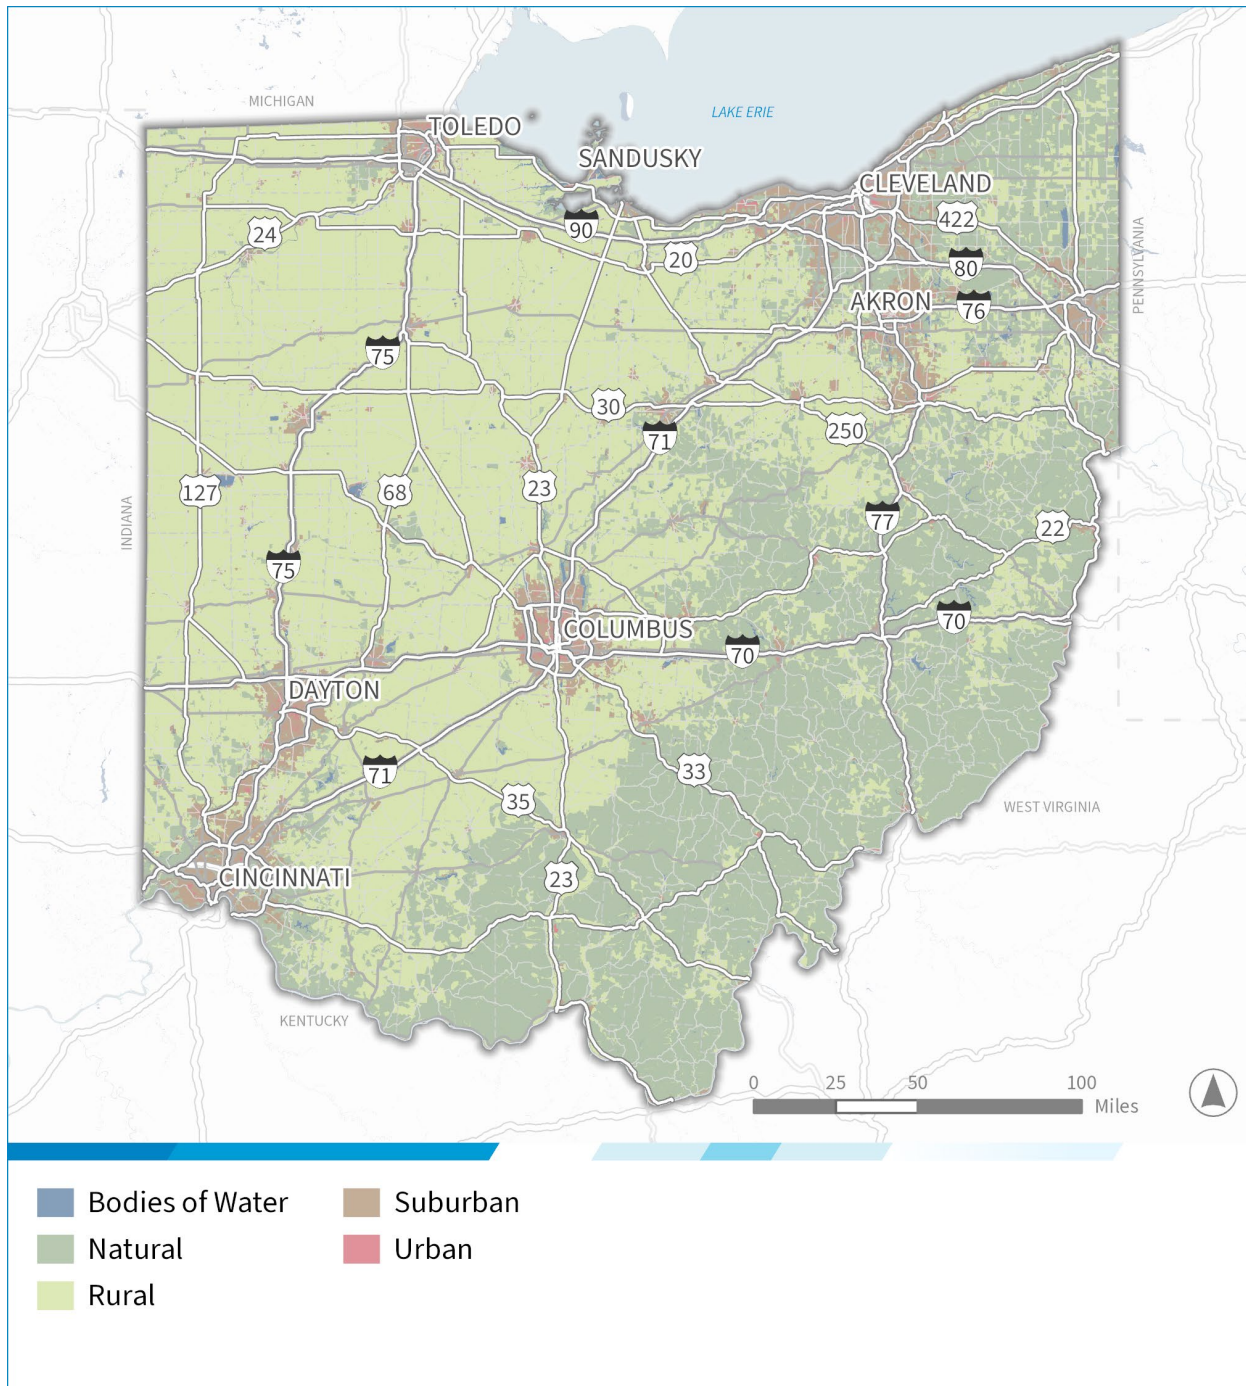 MICHIGAN
LAKE ERIE
TOLEDO
SANDUSKY
CLEVELAND
422
24
90
20
80
PENNSYLVANIA
AKRON
76
75
30
71
250
127
68
23
77
22
INDIANA
75
70
COLUMBUS
70
DAYTON
71
33
35
WEST VIRGINIA
CINCINNATI
23
KENTUCKY
0 25 50 100
Miles
Bodies of Water
Natural
Rural
Suburban
Urban